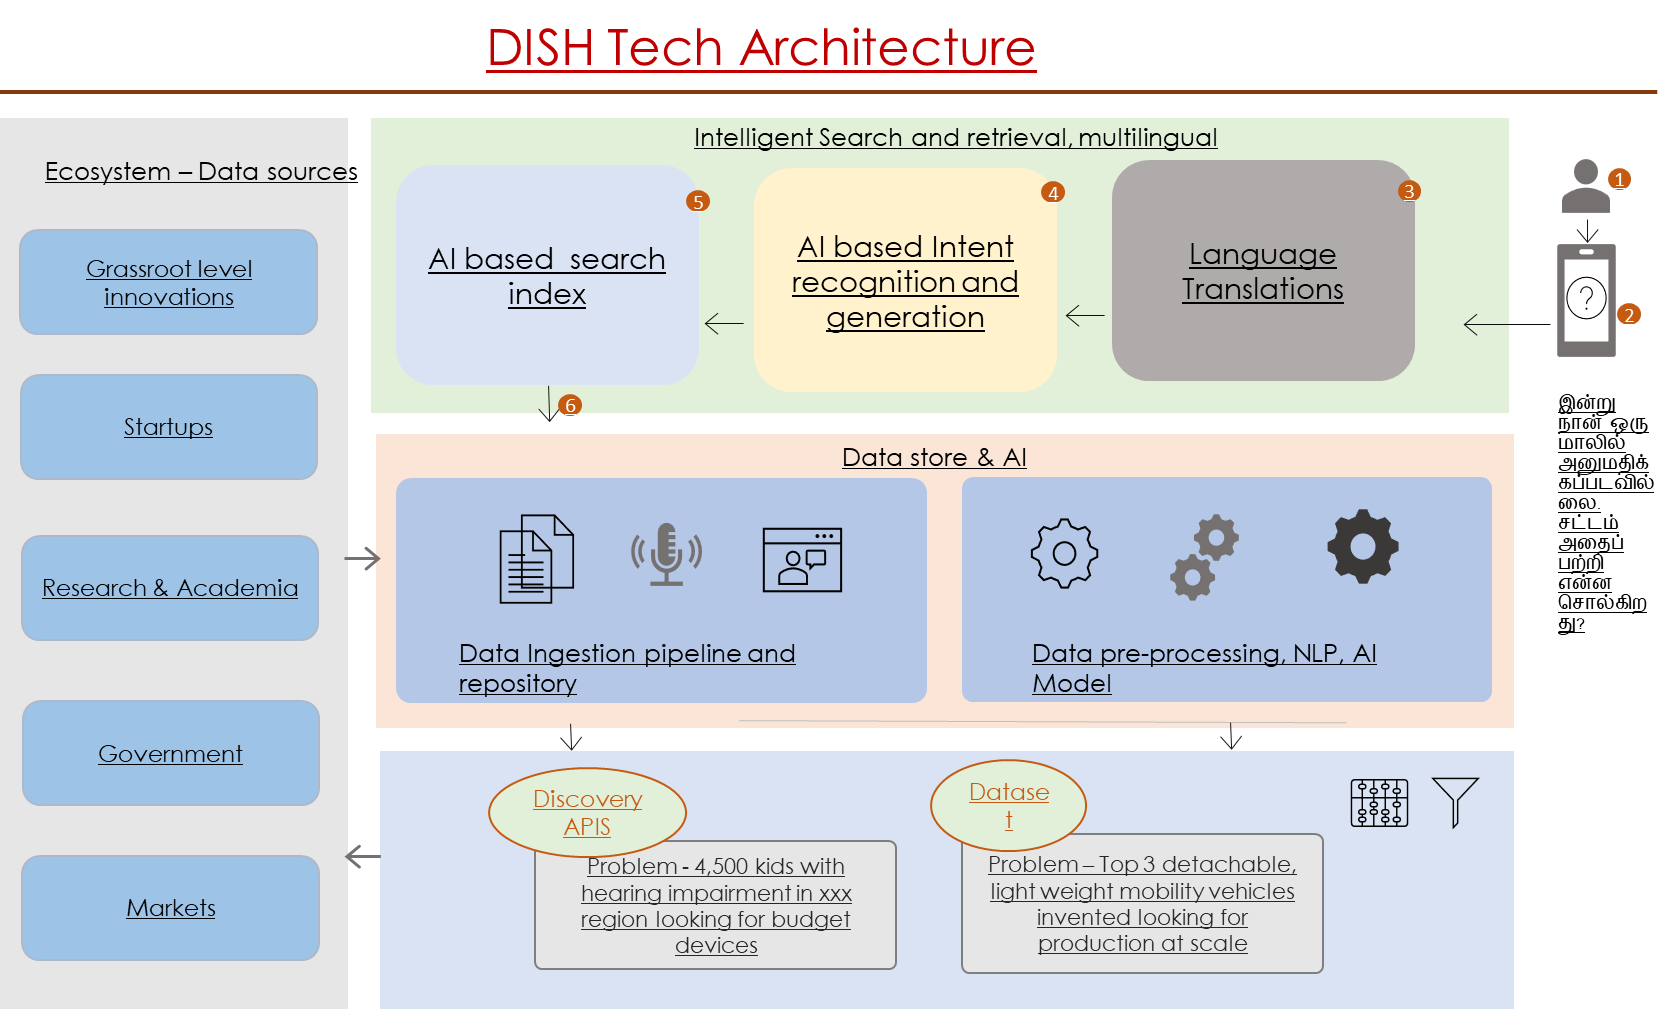 DISH Tech Architecture
Ecosystem – Data sources
Grassroot level
innovations
Startups
Research & Academia
Government
Markets
Intelligent Search and retrieval, multilingual
AI based search
index
5
AI based Intent
recognition and
generation
4
Language
Translations
3
1
?
2
6
இன்று
நான் ஒரு
மாலில்
அனுமதிக்
கப்படவில்
லை.
சட்டம்
அதைப்
பற்றி
என்ன
சொல்கிற
து?
Data store & AI
Data Ingestion pipeline and
repository
Data pre-processing, NLP, AI
Model
Discovery
APIS
Problem - 4,500 kids with
hearing impairment in xxx
region looking for budget
devices
Datase
t
Problem – Top 3 detachable,
light weight mobility vehicles
invented looking for
production at scale